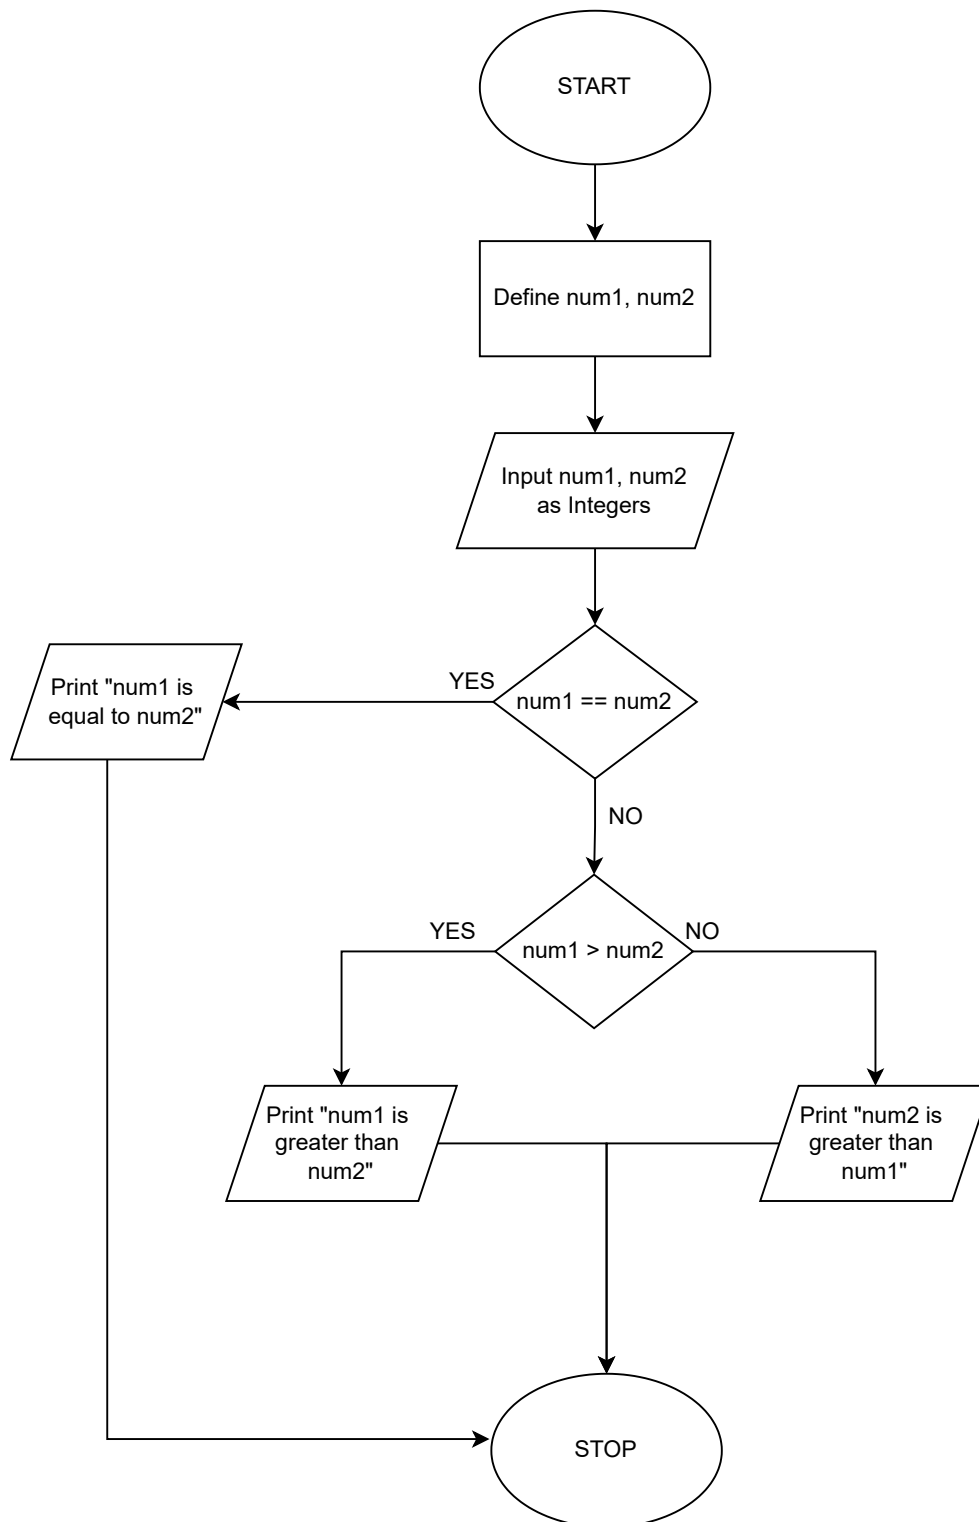 START
Define num1, num2
Input num1, num2
as Integers
YES
num1 == num2
Print "num1 is
equal to num2"
NO
YES
num1 > num2
NO
Print "num1 is
greater than
num2"
Print "num2 is
greater than
num1"
STOP